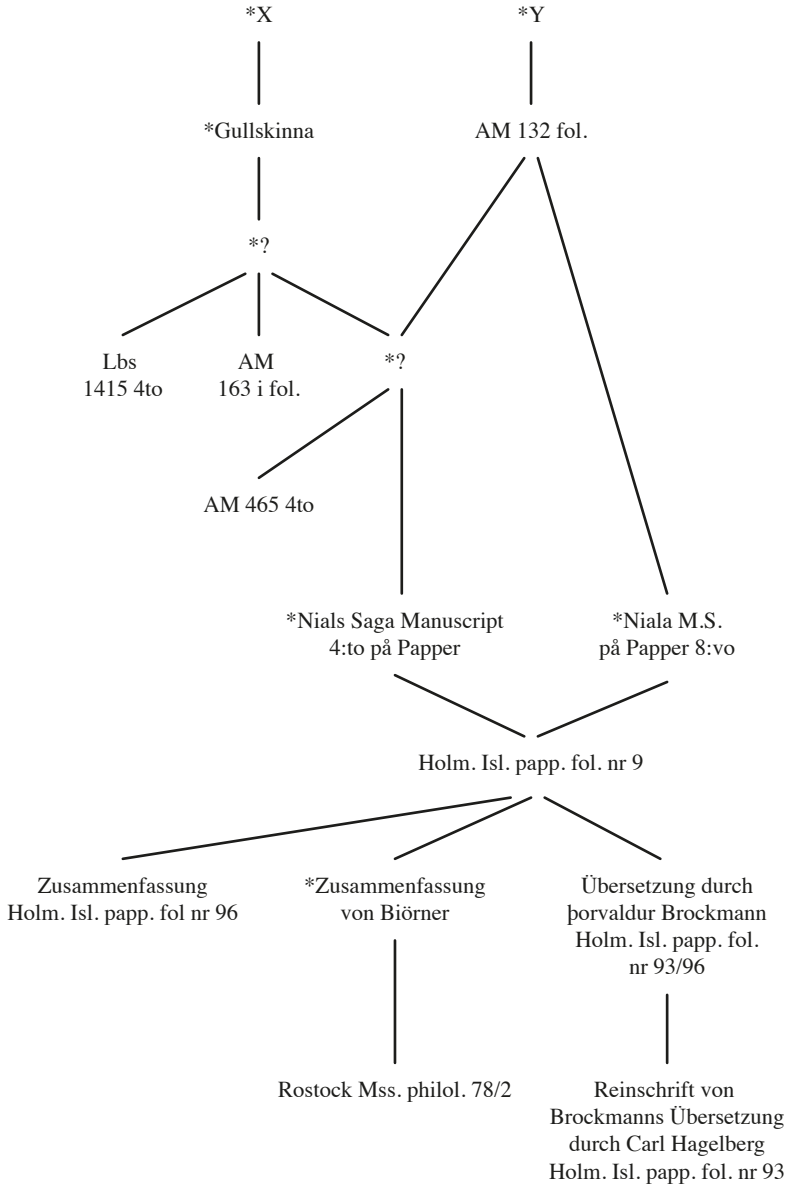 *X
*Y
*Gullskinna
AM 132 fol.
*?
Lbs
1415 4to
AM
163 i fol.
*?
AM 465 4to
*Nials Saga Manuscript
4:to på Papper
*Niala M.S.
på Papper 8:vo
Holm. Isl. papp. fol. nr 9
Zusammenfassung
Holm. Isl. papp. fol nr 96
*Zusammenfassung
von Biörner
Übersetzung durch
þorvaldur Brockmann
Holm. Isl. papp. fol.
nr 93/96
Rostock Mss. philol. 78/2
Reinschrift von
Brockmanns Übersetzung
durch Carl Hagelberg
Holm. Isl. papp. fol. nr 93